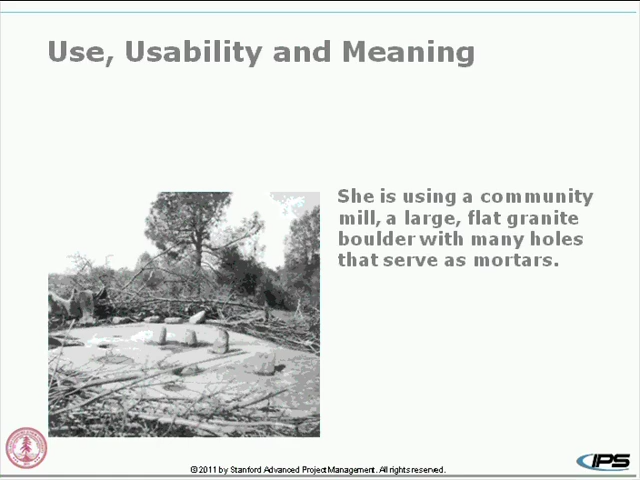 Use, Usability and Meaning
She is using a community
mill, a large, flat granite
boulder with many holes
that serve as mortars.
© 2011 by Stanford Advanced Project Management. All rights reserved.
IPS